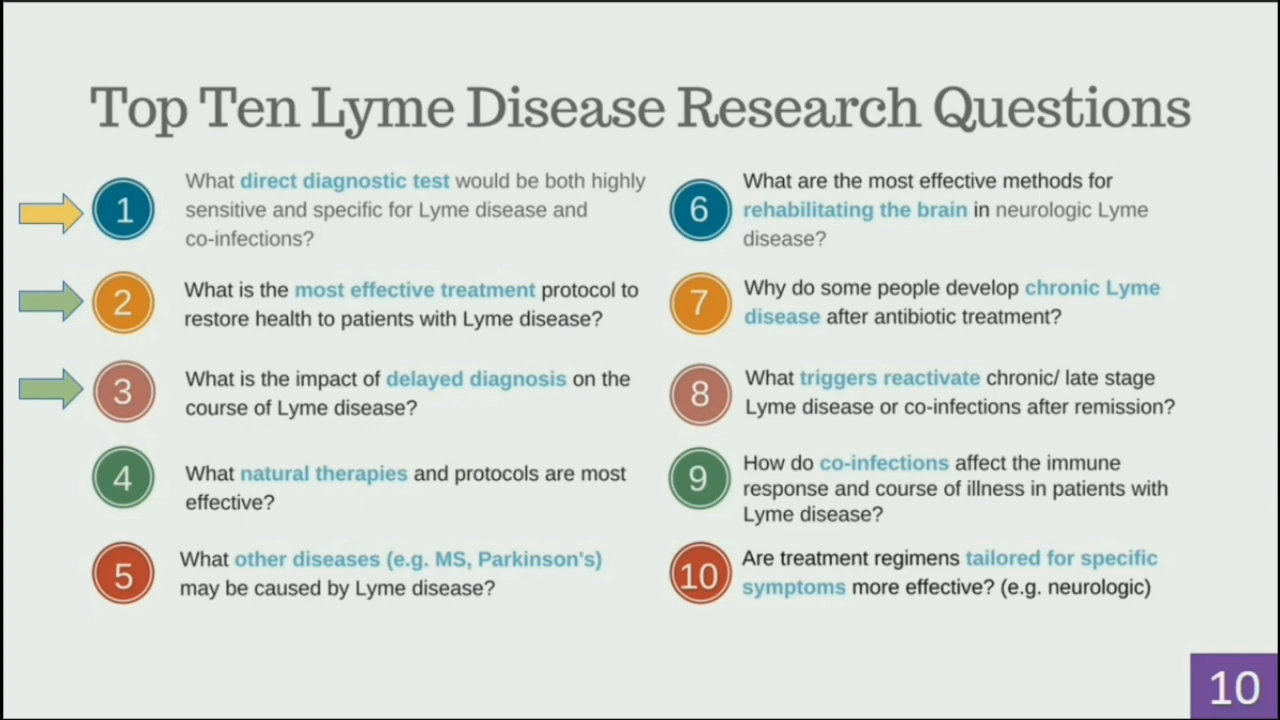 Top Ten Lyme Disease Research Questions
1
What direct diagnostic test would be both highly
sensitive and specific for Lyme disease and
co-infections?
2
What is the most effective treatment protocol to
restore health to patients with Lyme disease?
3
What is the impact of delayed diagnosis on the
course of Lyme disease?
4
What natural therapies and protocols are most
effective?
5
What other diseases (e.g. MS, Parkinson's)
may be caused by Lyme disease?
6
What are the most effective methods for
rehabilitating the brain in neurologic Lyme
disease?
7
Why do some people develop chronic Lyme
disease after antibiotic treatment?
8
What triggers reactivate chronic/ late stage
Lyme disease or co-infections after remission?
9
How do co-infections affect the immune
response and course of illness in patients with
Lyme disease?
10
Are treatment regimens tailored for specific
symptoms more effective? (e.g. neurologic)
10